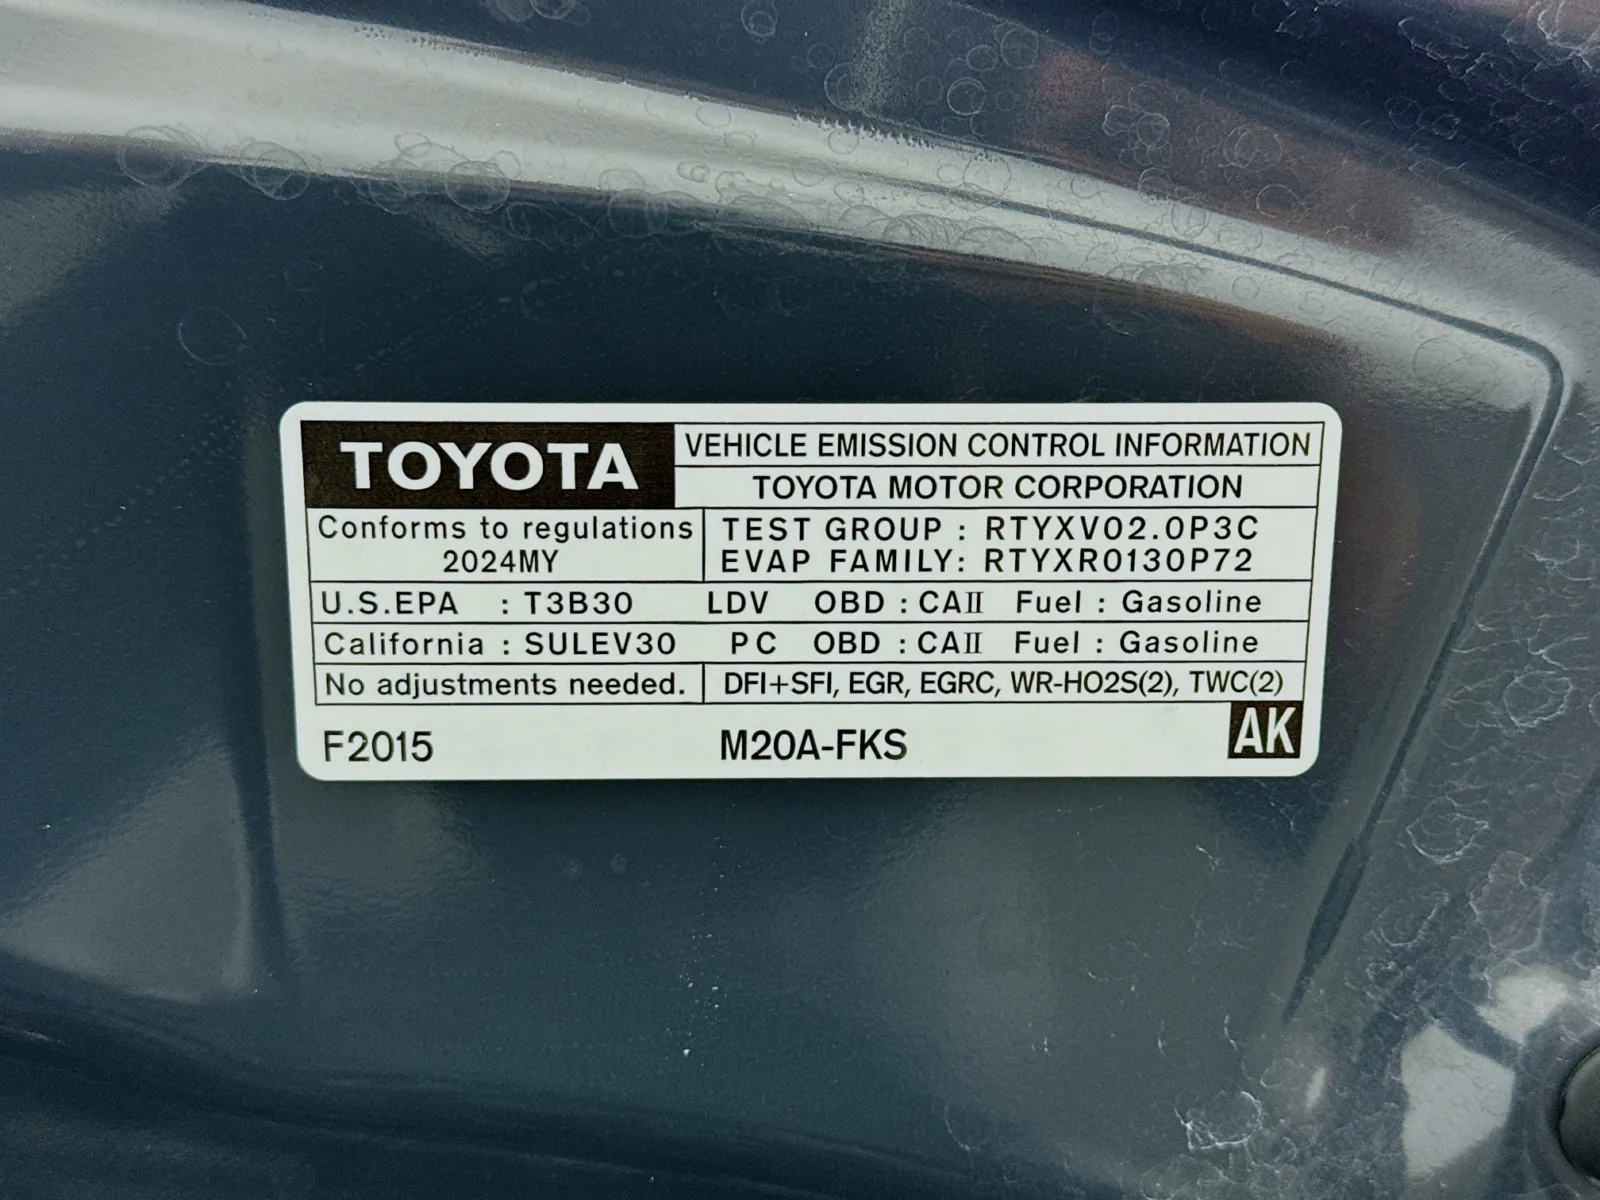 TOYOTA
VEHICLE EMISSION CONTROL INFORMATION
TOYOTA MOTOR CORPORATION
Conforms to regulations
2024MY
TEST GROUP : RTYXV02.0P3C
EVAP FAMILY: RTYXR0130P72
U.S.EPA : T3B30 LDV OBD : CAII Fuel : Gasoline
California : SULEV30 PC OBD : CAII Fuel : Gasoline
No adjustments needed. DFI+SFI, EGR, EGRC, WR-HO2S(2), TWC(2)
F2015 M20A-FKS AK